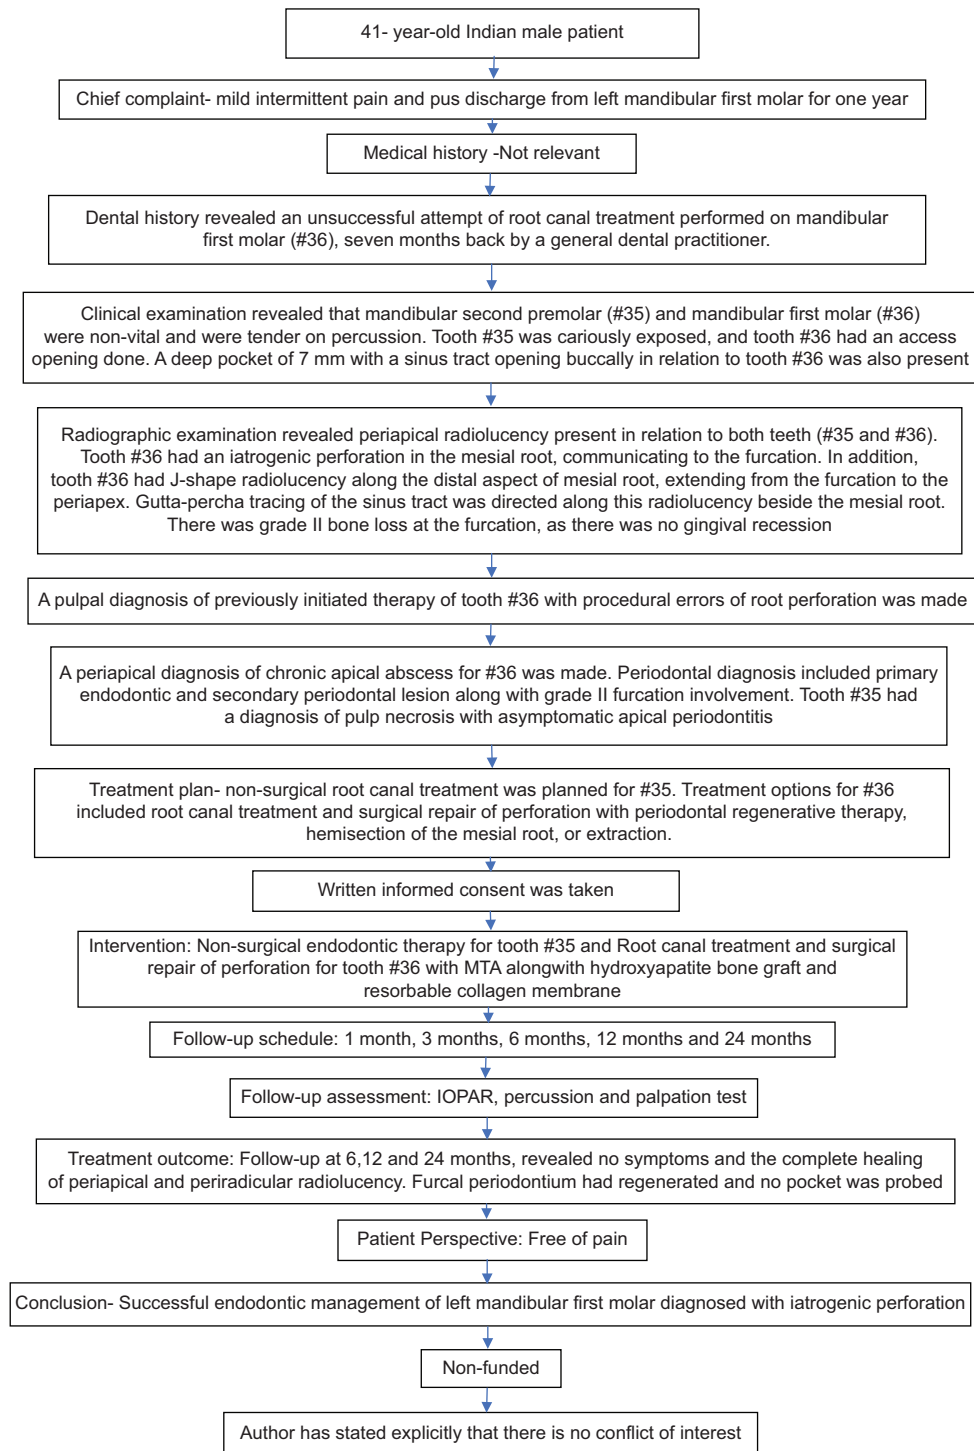 41- year-old Indian male patient
Chief complaint- mild intermittent pain and pus discharge from left mandibular first molar for one year
Medical history -Not relevant
Dental history revealed an unsuccessful attempt of root canal treatment performed on mandibular
first molar (#36), seven months back by a general dental practitioner.
Clinical examination revealed that mandibular second premolar (#35) and mandibular first molar (#36)
were non-vital and were tender on percussion. Tooth #35 was cariously exposed, and tooth #36 had an access
opening done. A deep pocket of 7 mm with a sinus tract opening buccally in relation to tooth #36 was also present
Radiographic examination revealed periapical radiolucency present in relation to both teeth (#35 and #36).
Tooth #36 had an iatrogenic perforation in the mesial root, communicating to the furcation. In addition,
tooth #36 had J-shape radiolucency along the distal aspect of mesial root, extending from the furcation to the
periapex. Gutta-percha tracing of the sinus tract was directed along this radiolucency beside the mesial root.
There was grade II bone loss at the furcation, as there was no gingival recession
A pulpal diagnosis of previously initiated therapy of tooth #36 with procedural errors of root perforation was made
A periapical diagnosis of chronic apical abscess for #36 was made. Periodontal diagnosis included primary
endodontic and secondary periodontal lesion along with grade II furcation involvement. Tooth #35 had
a diagnosis of pulp necrosis with asymptomatic apical periodontitis
Treatment plan- non-surgical root canal treatment was planned for #35. Treatment options for #36
included root canal treatment and surgical repair of perforation with periodontal regenerative therapy,
hemisection of the mesial root, or extraction.
Written informed consent was taken
Intervention: Non-surgical endodontic therapy for tooth #35 and Root canal treatment and surgical
repair of perforation for tooth #36 with MTA alongwith hydroxyapatite bone graft and
resorbable collagen membrane
Follow-up schedule: 1 month, 3 months, 6 months, 12 months and 24 months
Follow-up assessment: IOPAR, percussion and palpation test
Treatment outcome: Follow-up at 6,12 and 24 months, revealed no symptoms and the complete healing
of periapical and periradicular radiolucency. Furcal periodontium had regenerated and no pocket was probed
Patient Perspective: Free of pain
Conclusion- Successful endodontic management of left mandibular first molar diagnosed with iatrogenic perforation
Non-funded
Author has stated explicitly that there is no conflict of interest